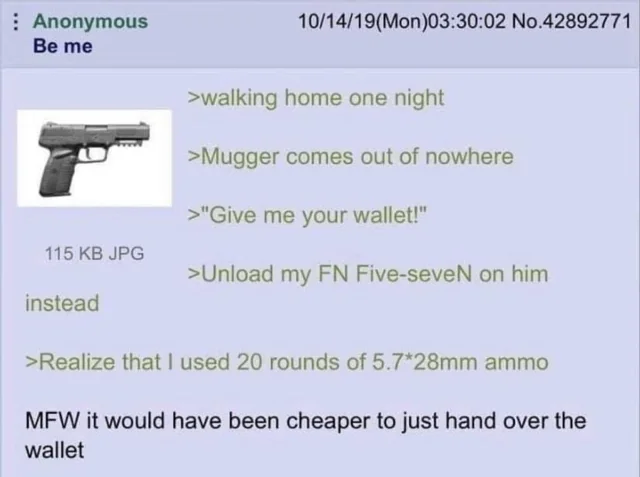 Anonymous 10/14/19(Mon)03:30:02 No.42892771
Be me
>walking home one night
>Mugger comes out of nowhere
>"Give me your wallet!"
115 KB JPG
>Unload my FN Five-seveN on him
instead
>Realize that I used 20 rounds of 5.7*28mm ammo
MFW it would have been cheaper to just hand over the
wallet